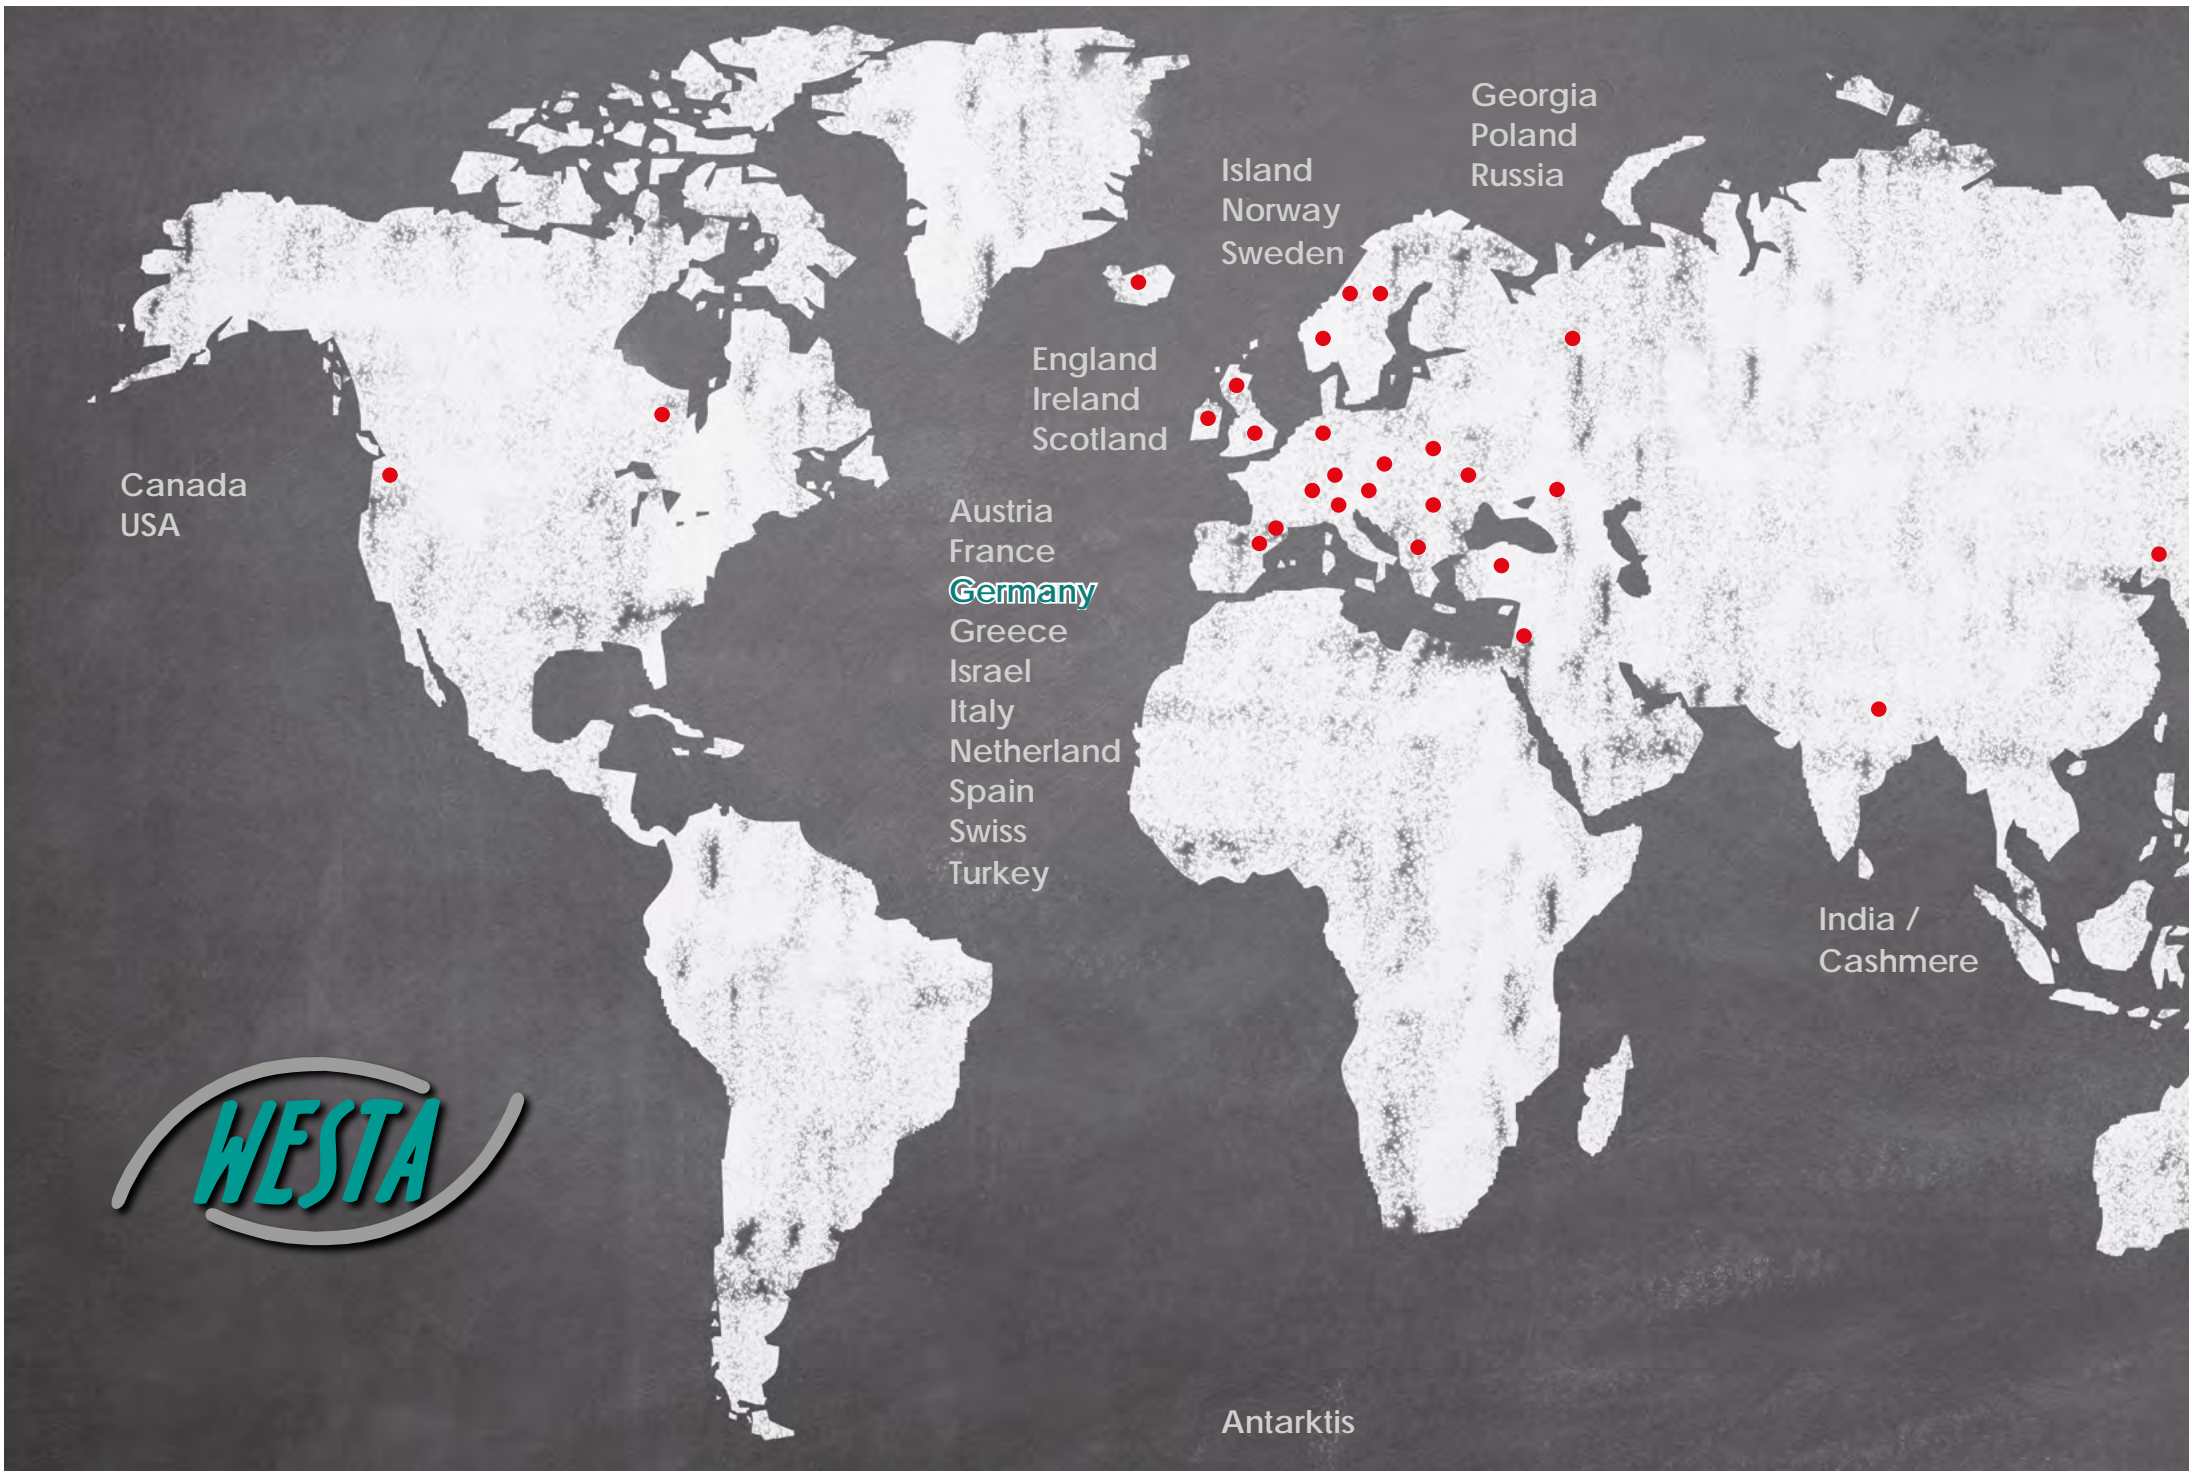 Georgia
Poland
Russia
Island
Norway
Sweden
England
Ireland
Scotland
Canada
USA
Austria
France
Germany
Greece
Israel
Italy
Netherland
Spain
Swiss
Turkey
India /
Cashmere
WESTA
Antarktis